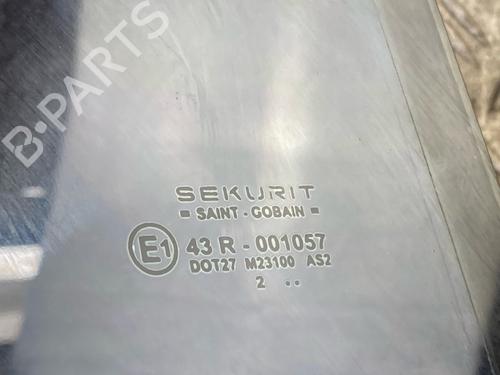 B-PARTS
SEKURIT
SAINT - GOBAIN
E1 43 R - 001057
DOT27 M23100 AS2
2 ..